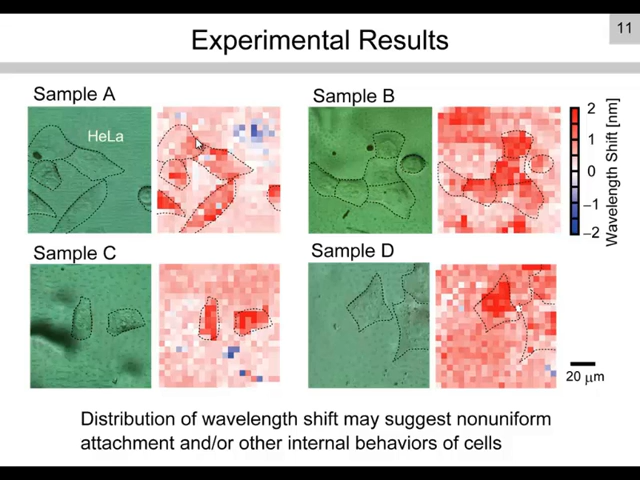 11
Experimental Results
Sample A
Sample B
HeLa
2
1
0
−1
−2
Wavelength Shift [nm]
Sample C
Sample D
20 μm
Distribution of wavelength shift may suggest nonuniform
attachment and/or other internal behaviors of cells